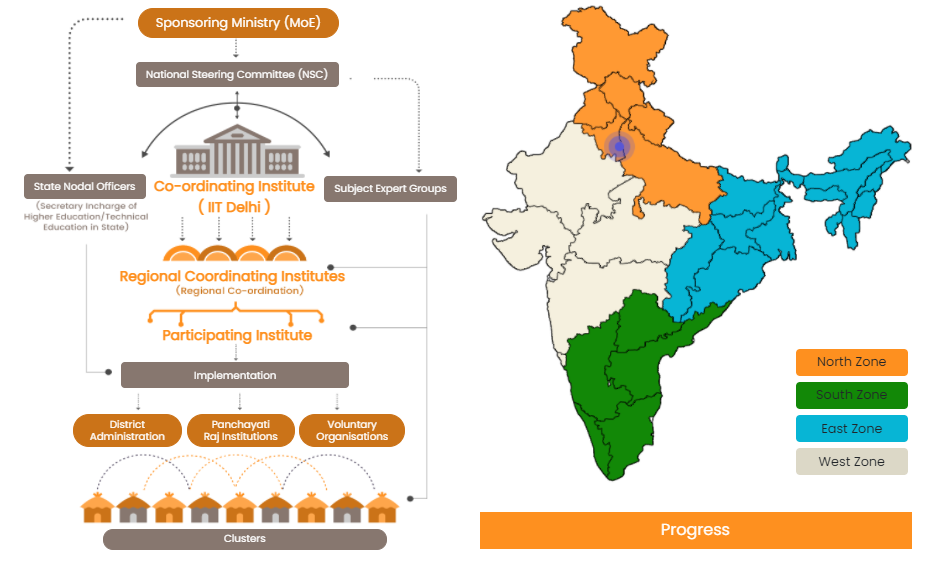 Sponsoring Ministry (MoE)
National Steering Committee (NSC)
State Nodal Officers
(Secretary Incharge of
Higher Education/Technical
Education in State)
Co-ordinating Institute
( IIT Delhi )
Subject Expert Groups
Regional Coordinating Institutes
(Regional Co-ordination)
Participating Institute
Implementation
District
Administration
Panchayati
Raj Institutions
Voluntary
Organisations
Clusters
North Zone
South Zone
East Zone
West Zone
Progress